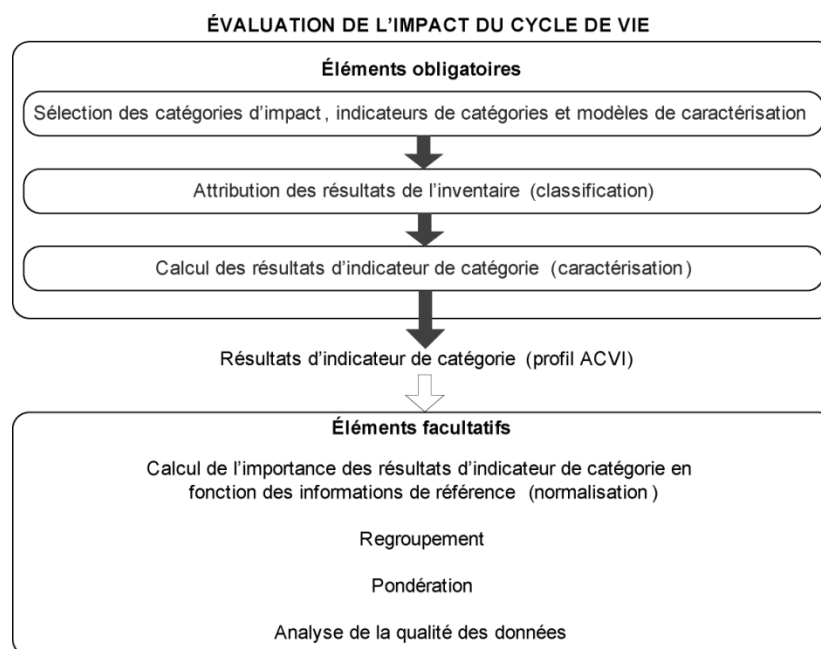 ÉVALUATION DE L'IMPACT DU CYCLE DE VIE
Éléments obligatoires
Sélection des catégories d'impact, indicateurs de catégories et modèles de caractérisation
Attribution des résultats de l'inventaire (classification)
Calcul des résultats d'indicateur de catégorie (caractérisation)
Résultats d'indicateur de catégorie (profil ACVI)
Éléments facultatifs
Calcul de l'importance des résultats d'indicateur de catégorie en
fonction des informations de référence (normalisation)
Regroupement
Pondération
Analyse de la qualité des données